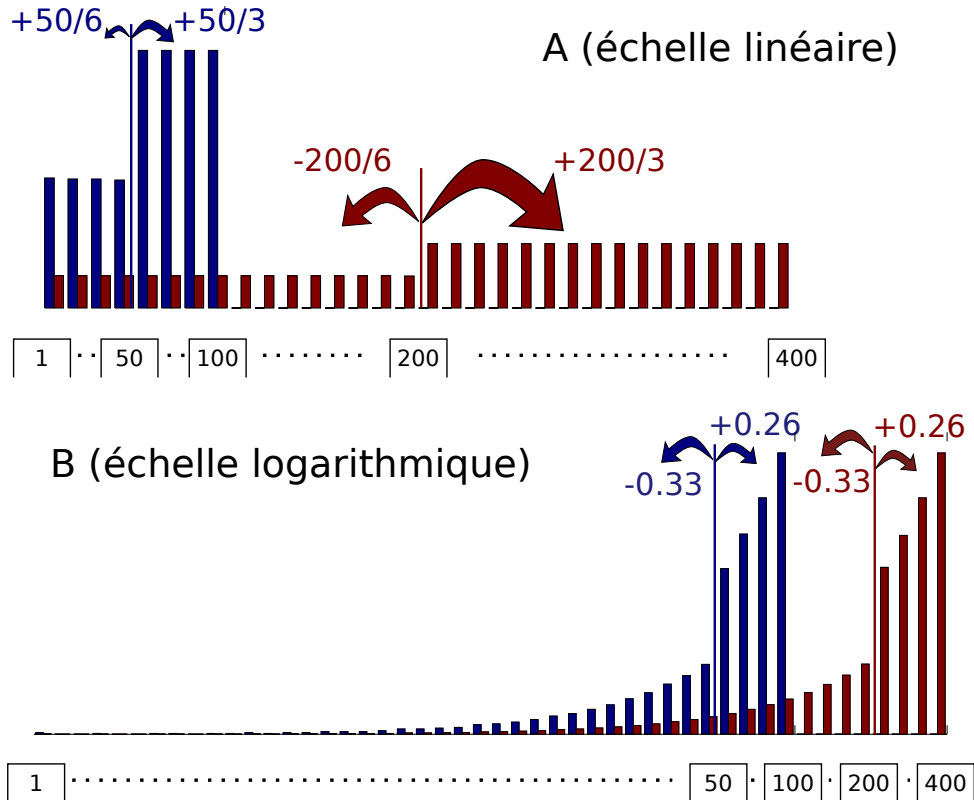 +50/6 +50/3
A (échelle linéaire)
-200/6 +200/3
1 50 100 200 400
B (échelle logarithmique)
+0.26 +0.26
-0.33 -0.33
1 50 100 200 400